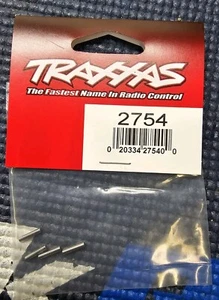 TRAXXAS
The Fastest Name In Radio Control
2754
0 20334 27540 0